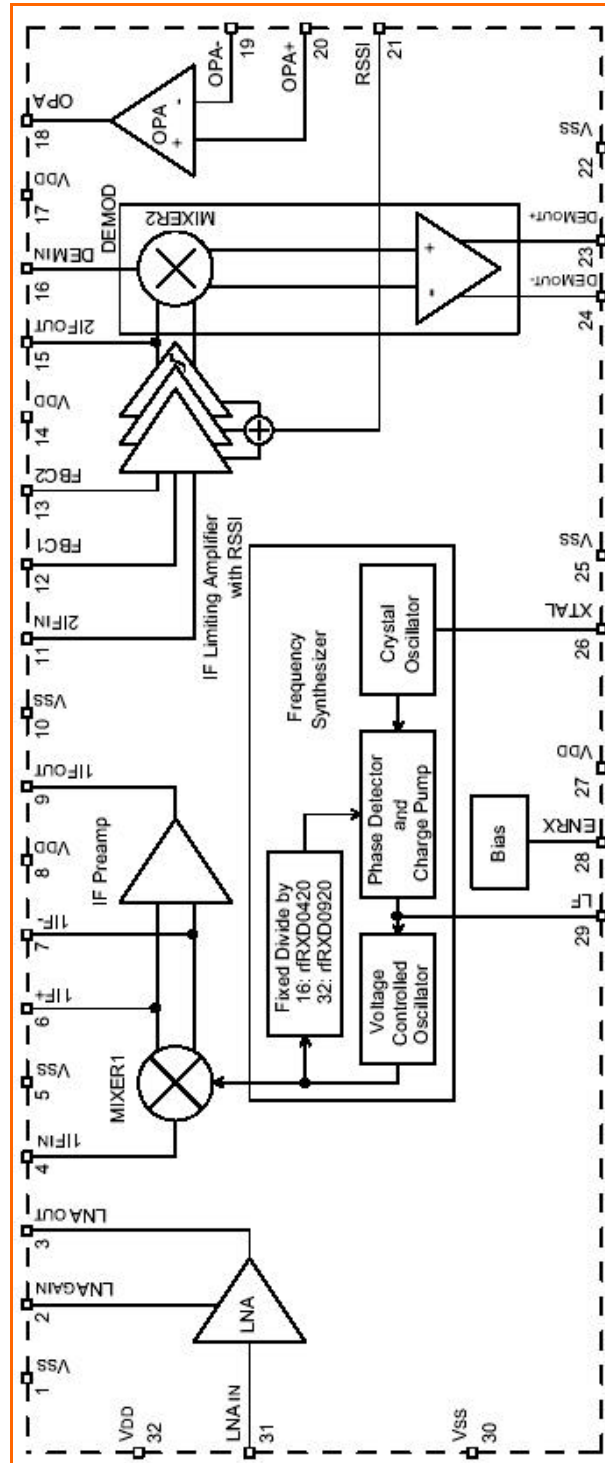 1 VSS
2 LNAGAIN
3 LNAOUT
4 1IFIN
5 VSS
6 1IF+
7 1IF-
8 VDD
9 1IFOUT
10 VSS
11 2IFIN
12 FBC1
13 FBC2
14 VDD
15 2IFOUT
16 DEMIN
17 VDD
18 OPA
VDD
32
LNAIN
31
VSS
30
LNA
MIXER1
IF Preamp
IF Limiting Amplifier
with RSSI
DEMOD
MIXER2
+
-
OPA
+
-
OPA-
19
OPA+
20
RSSI
21
Frequency
Synthesizer
Fixed Divide by
16: rfRXD0420
32: rfRXD0920
Voltage
Controlled
Oscillator
Phase Detector
and
Charge Pump
Crystal
Oscillator
Bias
LF
29
ENRX
28
VDD
27
XTAL
26
VSS
25
DEMOUT-
24
DEMOUT+
23
VSS
22